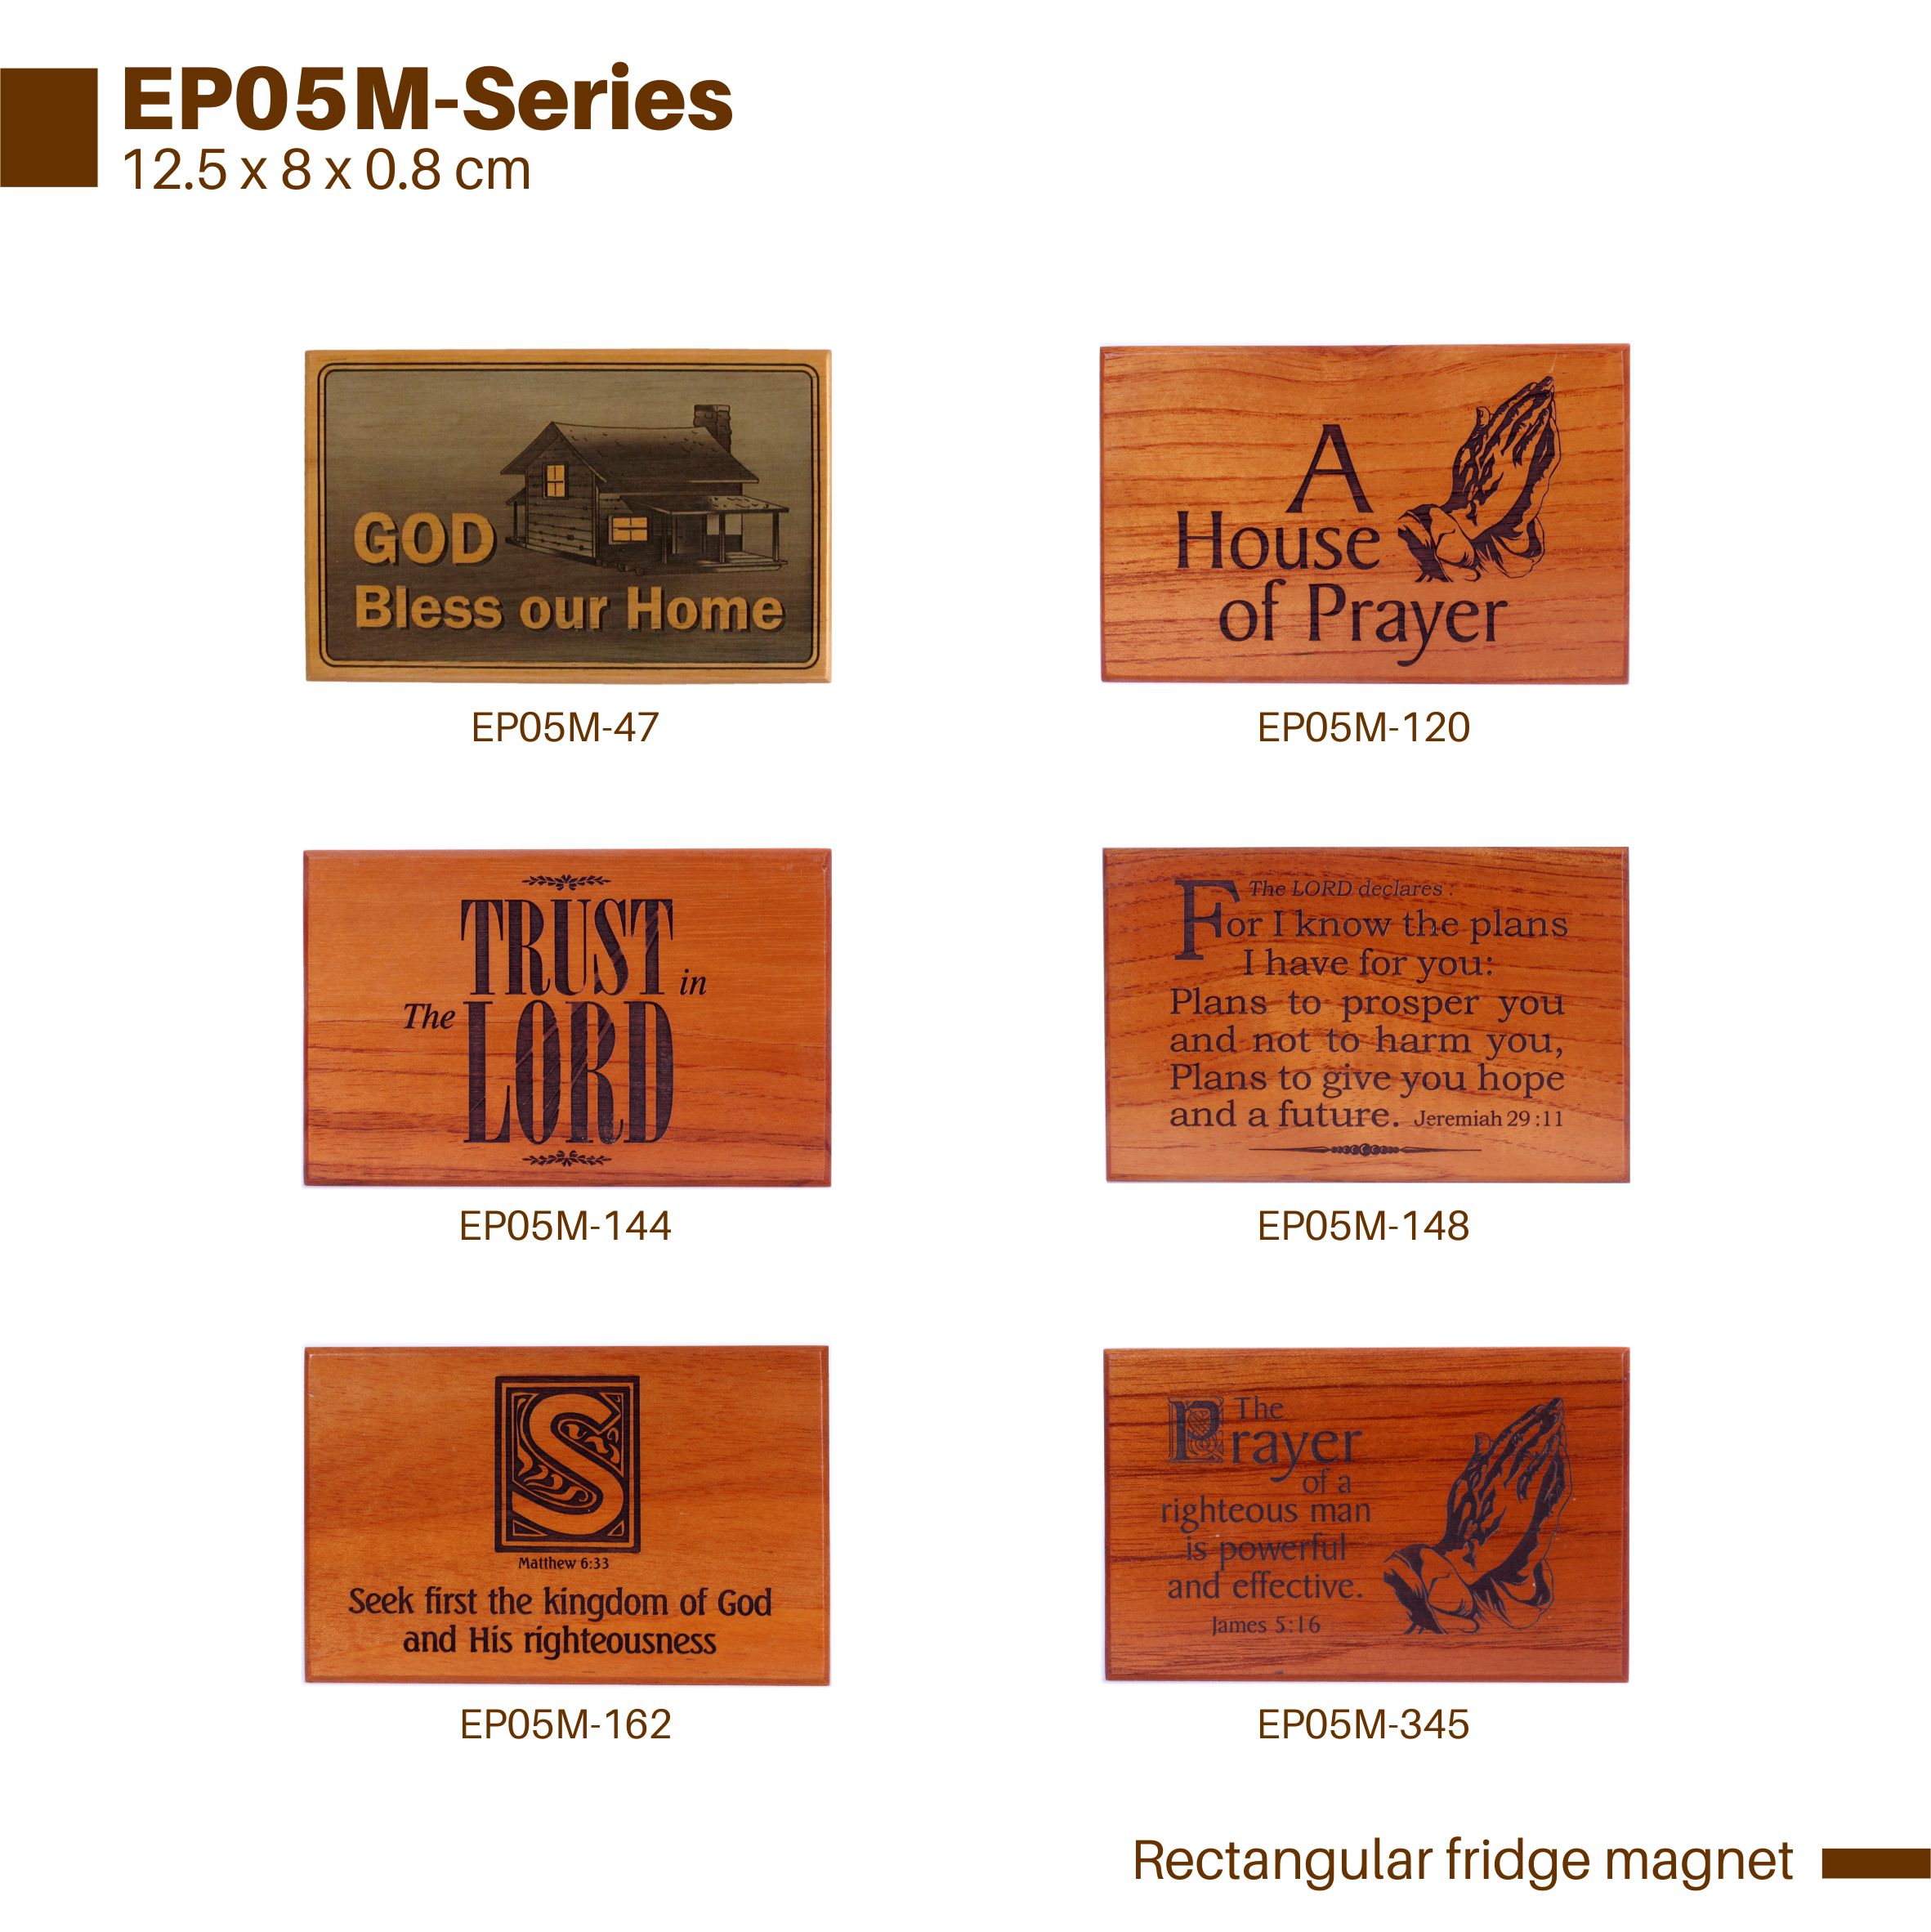 EP05M-Series
12.5 x 8 x 0.8 cm
GOD
Bless our Home
EP05M-47
A
House
of Prayer
EP05M-120
TRUST in
The LORD
EP05M-144
The LORD declares :
For I know the plans
I have for you:
Plans to prosper you
and not to harm you,
Plans to give you hope
and a future. Jeremiah 29:11
EP05M-148
S
Matthew 6:33
Seek first the kingdom of God
and His righteousness
EP05M-162
The
Prayer
of a
righteous man
is powerful
and effective.
James 5:16
EP05M-345
Rectangular fridge magnet